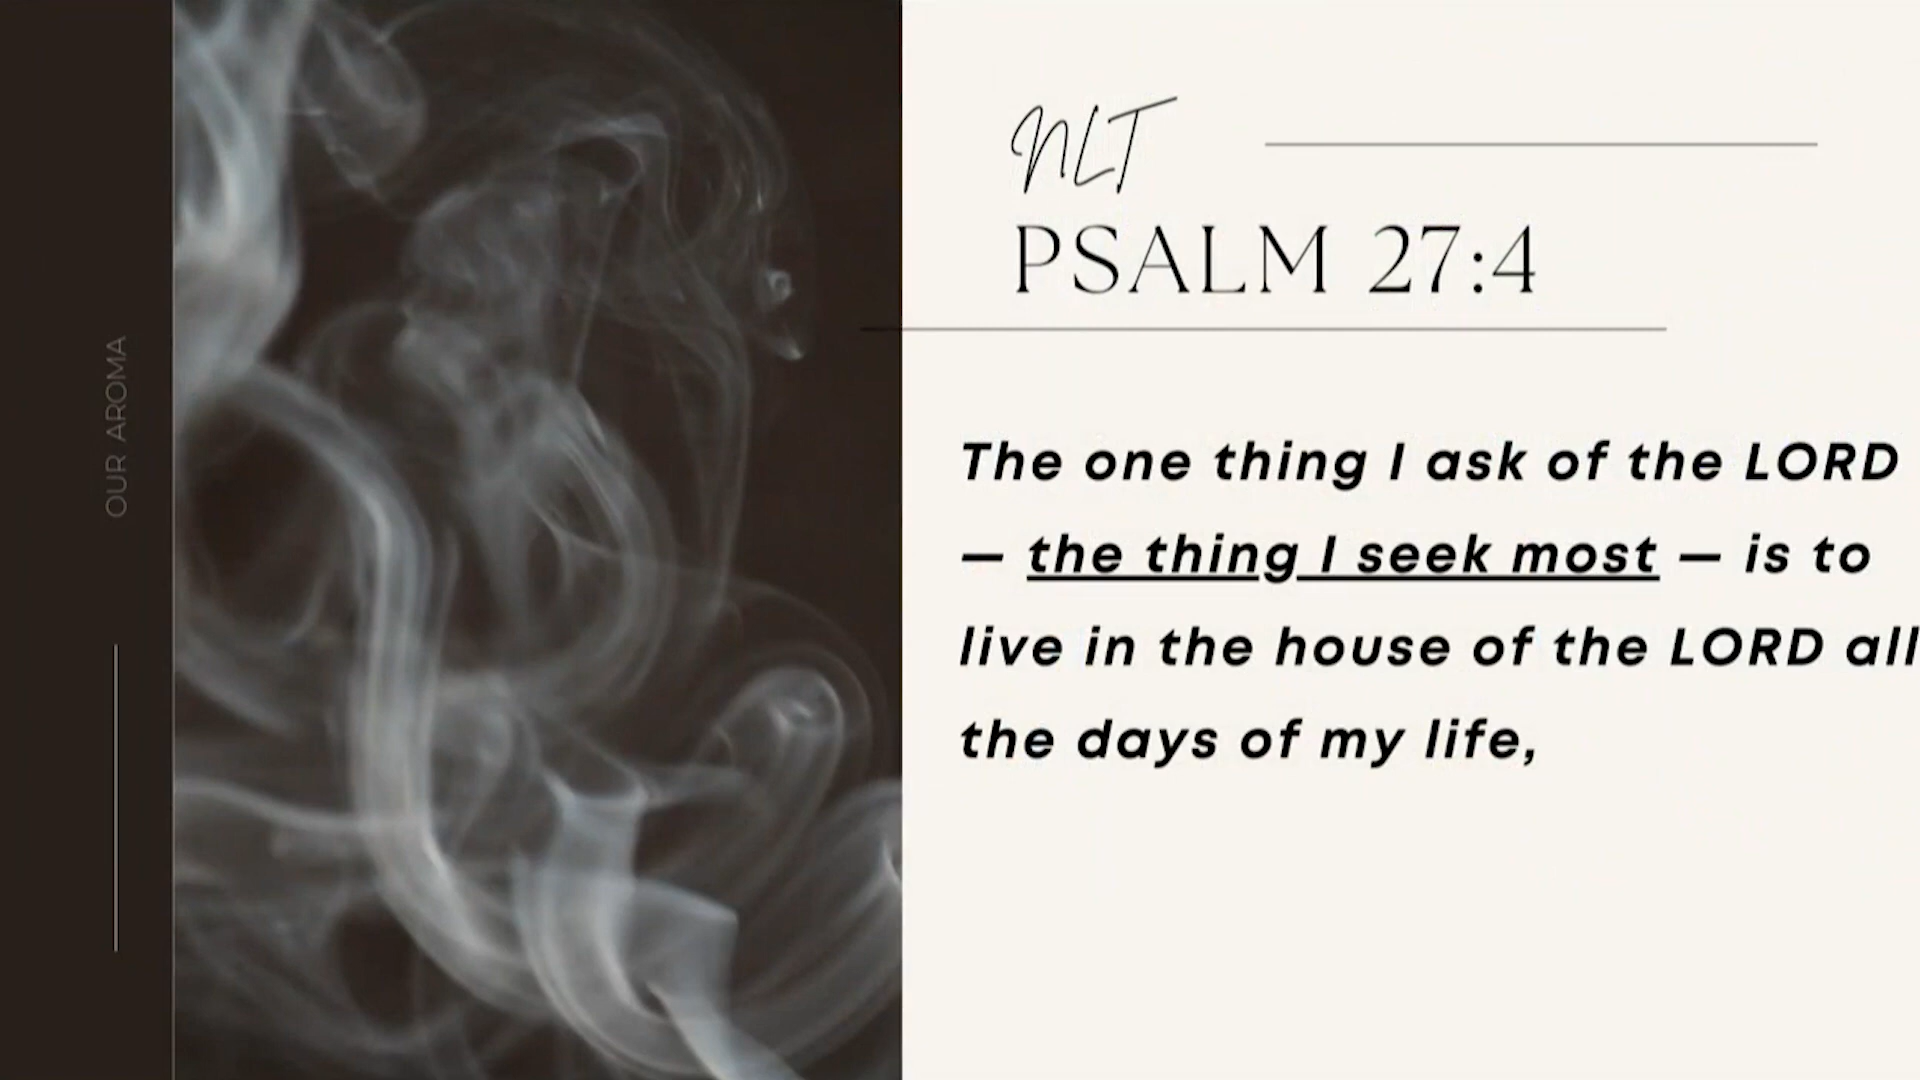 OUR AROMA
NLT
PSALM 27:4
The one thing I ask of the LORD
— the thing I seek most — is to
live in the house of the LORD all
the days of my life,